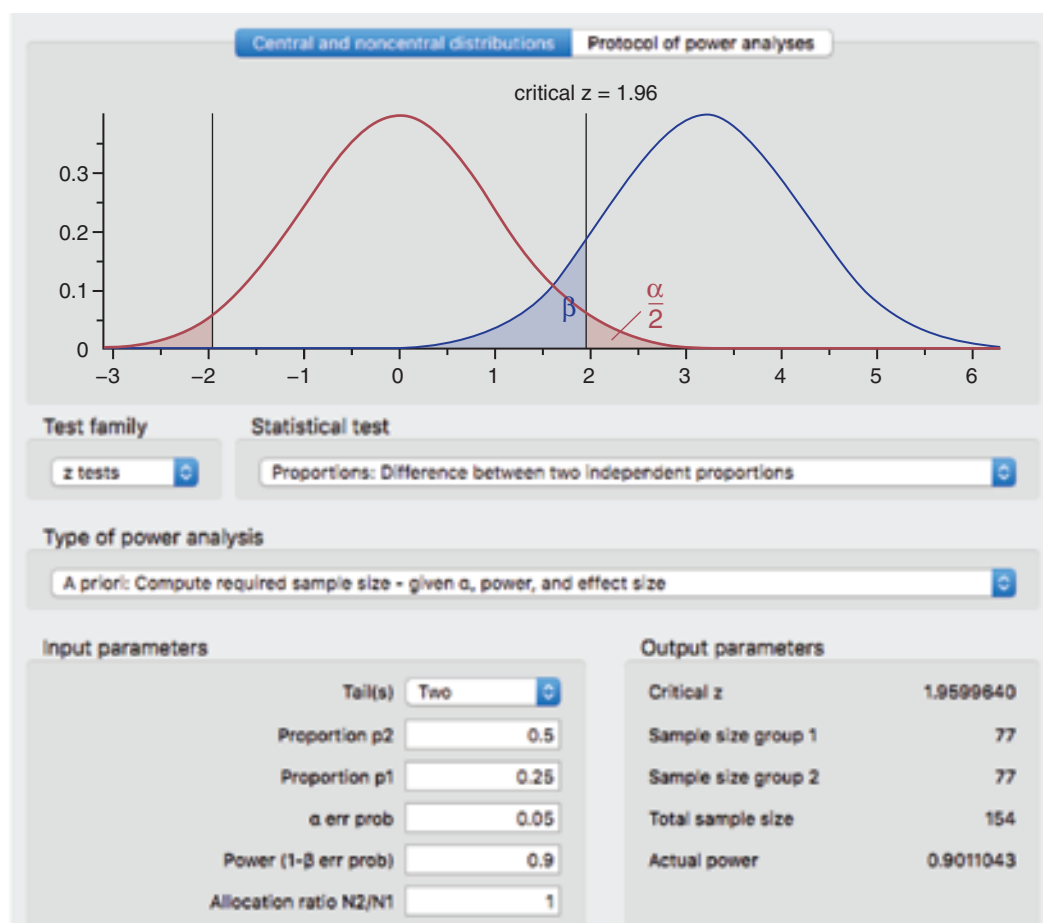 Central and noncentral distributions Protocol of power analyses
critical z = 1.96
0.3
0.2
0.1
0
β
α
2
−3 −2 −1 0 1 2 3 4 5 6
Test family Statistical test
z tests Proportions: Difference between two independent proportions
Type of power analysis
A priori: Compute required sample size - given α, power, and effect size
Input parameters Output parameters
Tail(s) Two Critical z 1.9599640
Proportion p2 0.5 Sample size group 1 77
Proportion p1 0.25 Sample size group 2 77
α err prob 0.05 Total sample size 154
Power (1-β err prob) 0.9 Actual power 0.9011043
Allocation ratio N2/N1 1